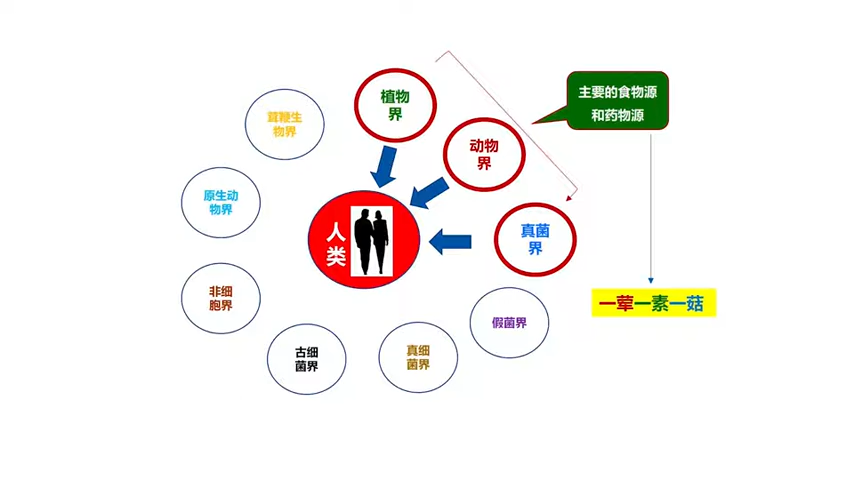 植物
界
主要的食物源
和药物源
茸鞭生
物界
动物
界
原生动
物界
人
类
真菌
界
非细
胞界
一荤一素一菇
假菌界
古细
菌界
真细
菌界